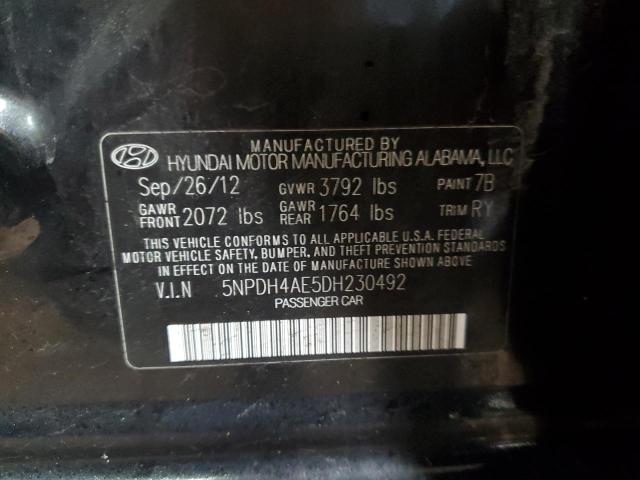 MANUFACTURED BY
HYUNDAI MOTOR MANUFACTURING ALABAMA, LLC
Sep/26/12 GVWR 3792 lbs PAINT 7B
GAWR FRONT 2072 lbs GAWR REAR 1764 lbs TRIM RY
THIS VEHICLE CONFORMS TO ALL APPLICABLE U.S.A. FEDERAL
MOTOR VEHICLE SAFETY, BUMPER, AND THEFT PREVENTION STANDARDS
IN EFFECT ON THE DATE OF MANUFACTURE SHOWN ABOVE
V.I.N 5NPDH4AE5DH230492
PASSENGER CAR